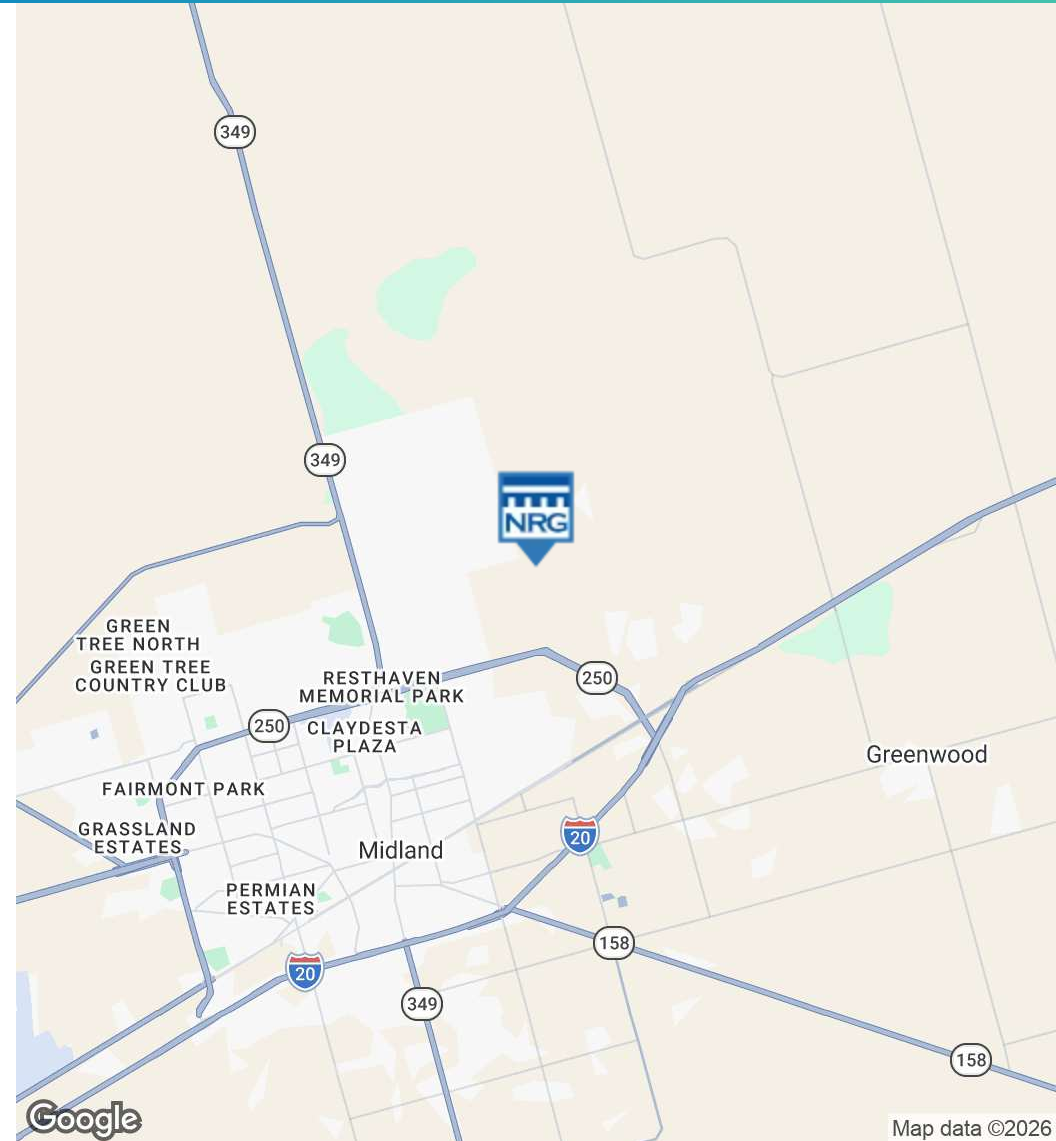 349
349
NRG
GREEN
TREE NORTH
GREEN TREE
COUNTRY CLUB
RESTHAVEN
MEMORIAL PARK
250
250
CLAYDESTA
PLAZA
Greenwood
FAIRMONT PARK
GRASSLAND
ESTATES
20
Midland
PERMIAN
ESTATES
158
20
349
158
Google
Map data ©2026